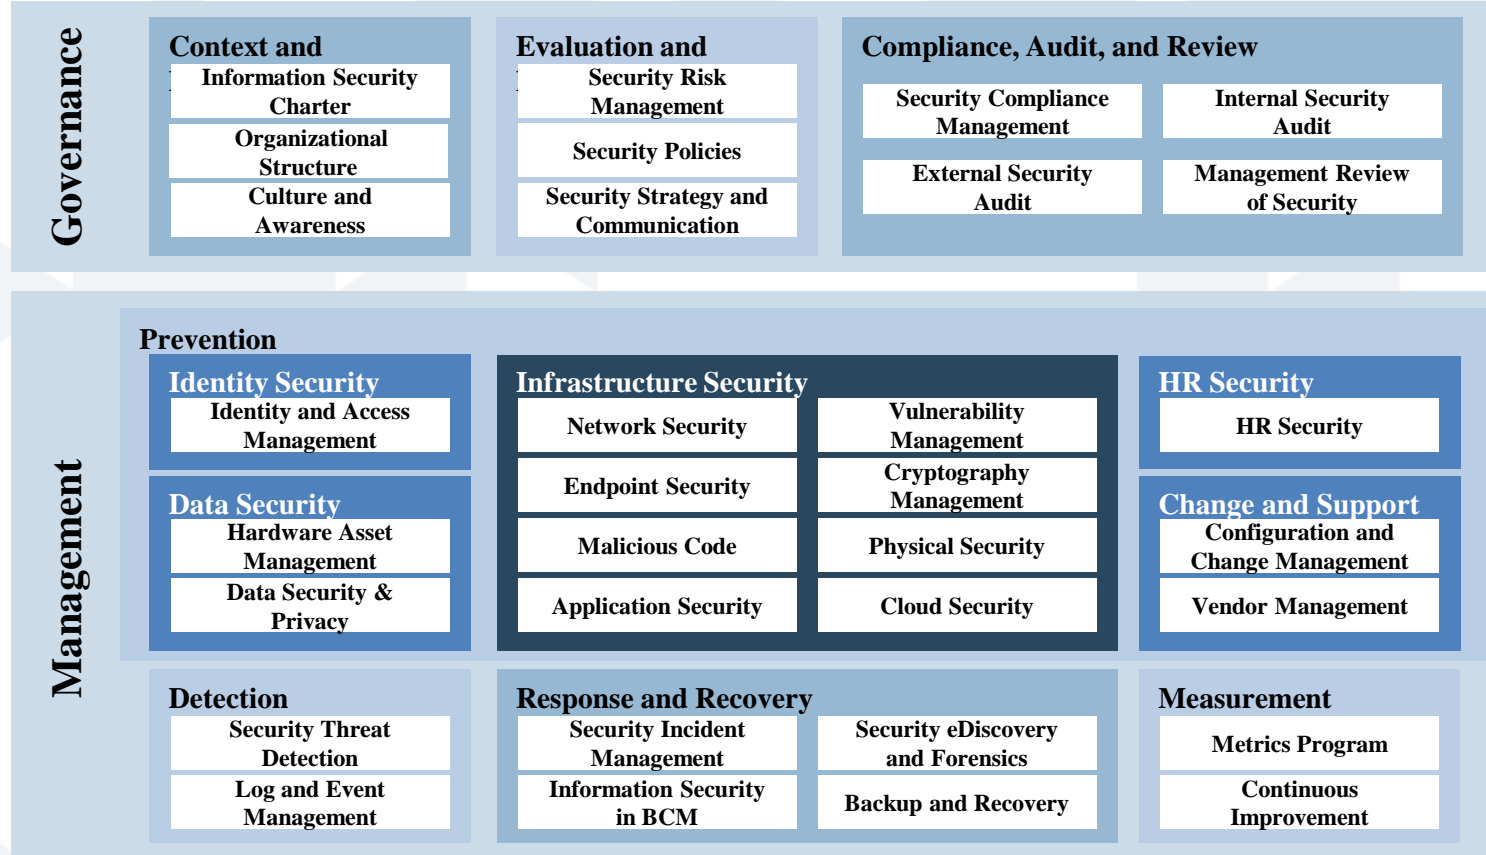 Governance
Context and
Information Security
Charter
Organizational
Structure
Culture and
Awareness
Evaluation and
Security Risk
Management
Security Policies
Security Strategy and
Communication
Compliance, Audit, and Review
Security Compliance
Management
Internal Security
Audit
External Security
Audit
Management Review
of Security
Management
Prevention
Identity Security
Identity and Access
Management
Data Security
Hardware Asset
Management
Data Security &
Privacy
Infrastructure Security
Network Security
Vulnerability
Management
Endpoint Security
Cryptography
Management
Malicious Code
Physical Security
Application Security
Cloud Security
HR Security
HR Security
Change and Support
Configuration and
Change Management
Vendor Management
Detection
Security Threat
Detection
Log and Event
Management
Response and Recovery
Security Incident
Management
Security eDiscovery
and Forensics
Information Security
in BCM
Backup and Recovery
Measurement
Metrics Program
Continuous
Improvement